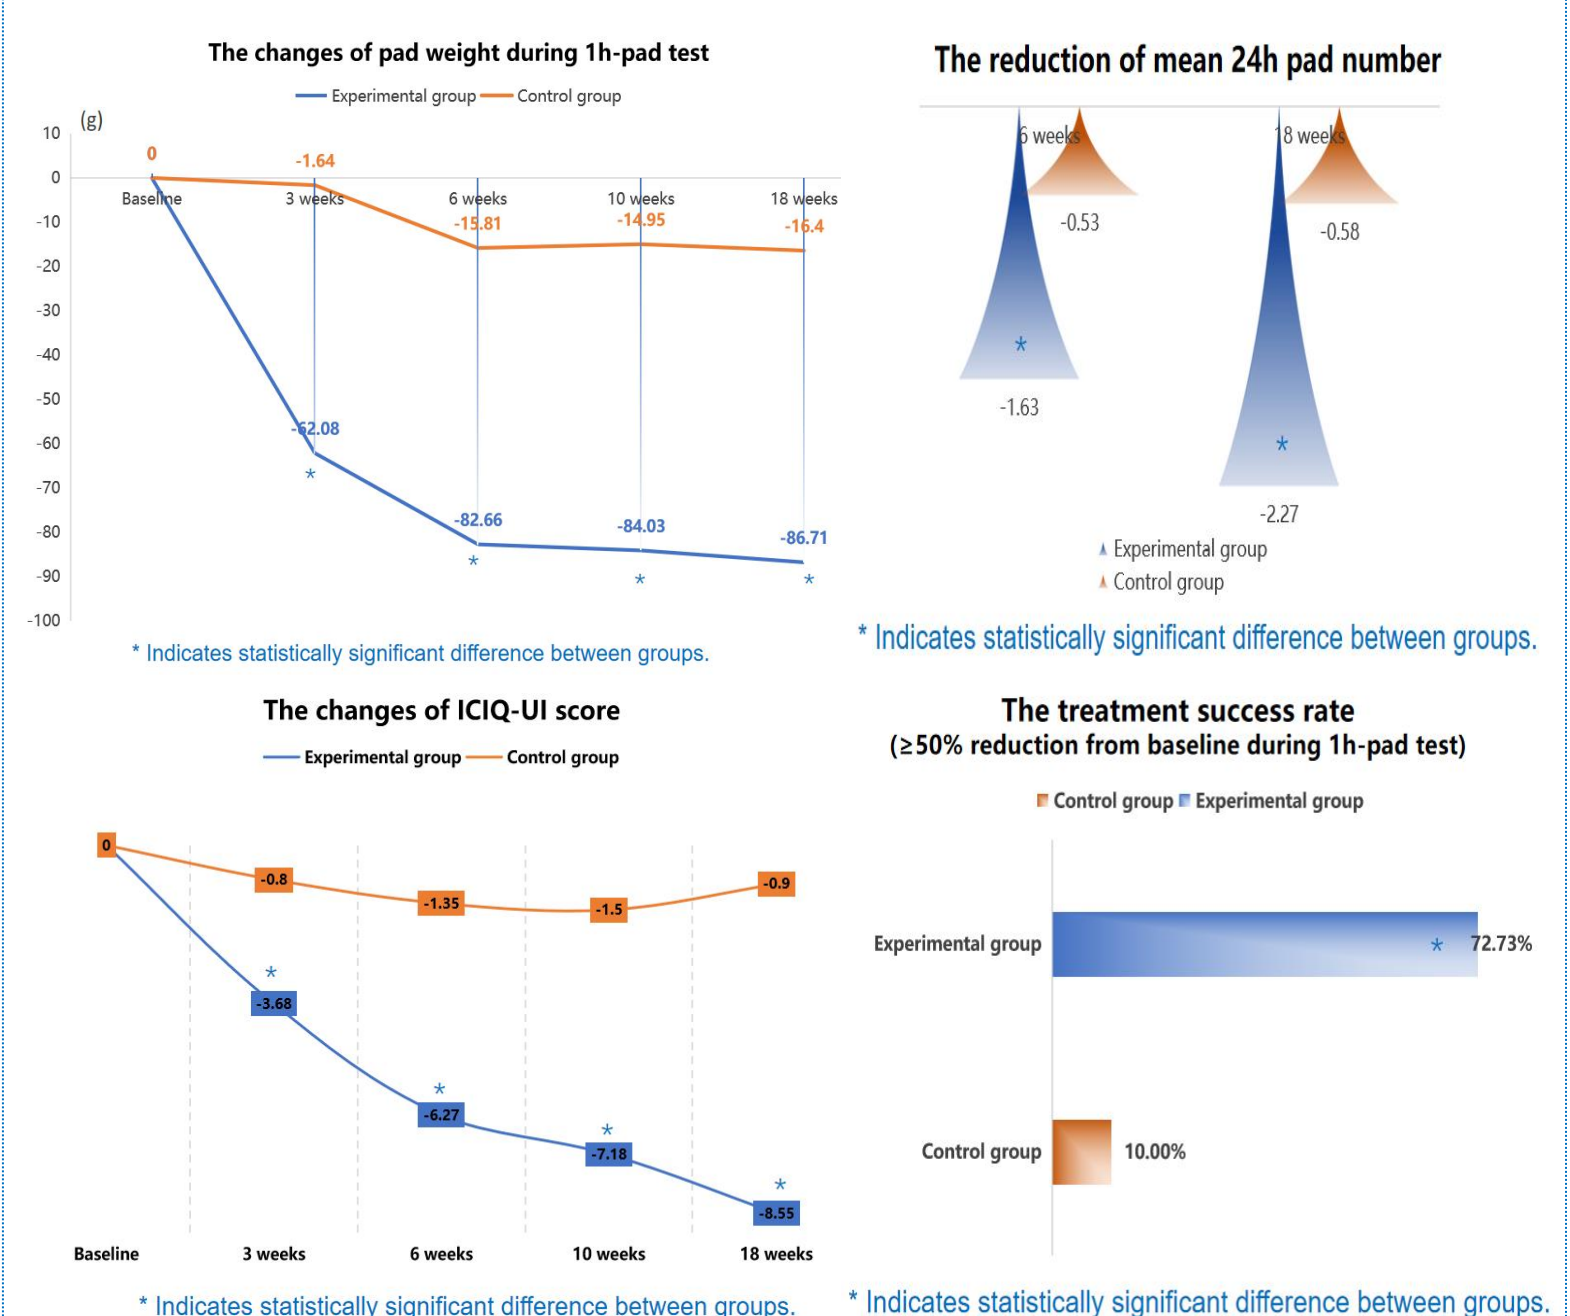 The changes of pad weight during 1h-pad test
Experimental group Control group
(g)
10
0
-10
-20
-30
-40
-50
-60
-70
-80
-90
-100
0
-1.64
Baseline 3 weeks 6 weeks 10 weeks 18 weeks
-15.81 -14.95 -16.4
-62.08
*
-82.66 -84.03 -86.71
* * *
* Indicates statistically significant difference between groups.
The reduction of mean 24h pad number
6 weeks 18 weeks
-0.53 -0.58
*
-1.63
*
-2.27
Experimental group
Control group
* Indicates statistically significant difference between groups.
The changes of ICIQ-UI score
Experimental group Control group
0
-0.8 -1.35 -1.5 -0.9
*
-3.68
*
-6.27
*
-7.18
*
-8.55
Baseline 3 weeks 6 weeks 10 weeks 18 weeks
* Indicates statistically significant difference between groups.
The treatment success rate
(≥50% reduction from baseline during 1h-pad test)
Control group Experimental group
Experimental group * 72.73%
Control group 10.00%
* Indicates statistically significant difference between groups.